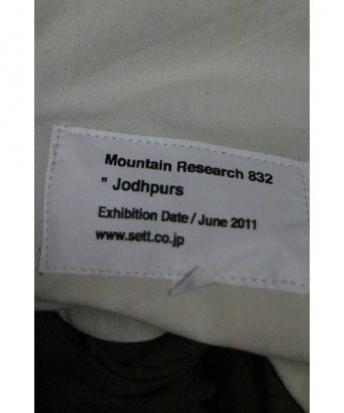 Mountain Research 832
" Jodhpurs
Exhibition Date / June 2011
www.sett.co.jp